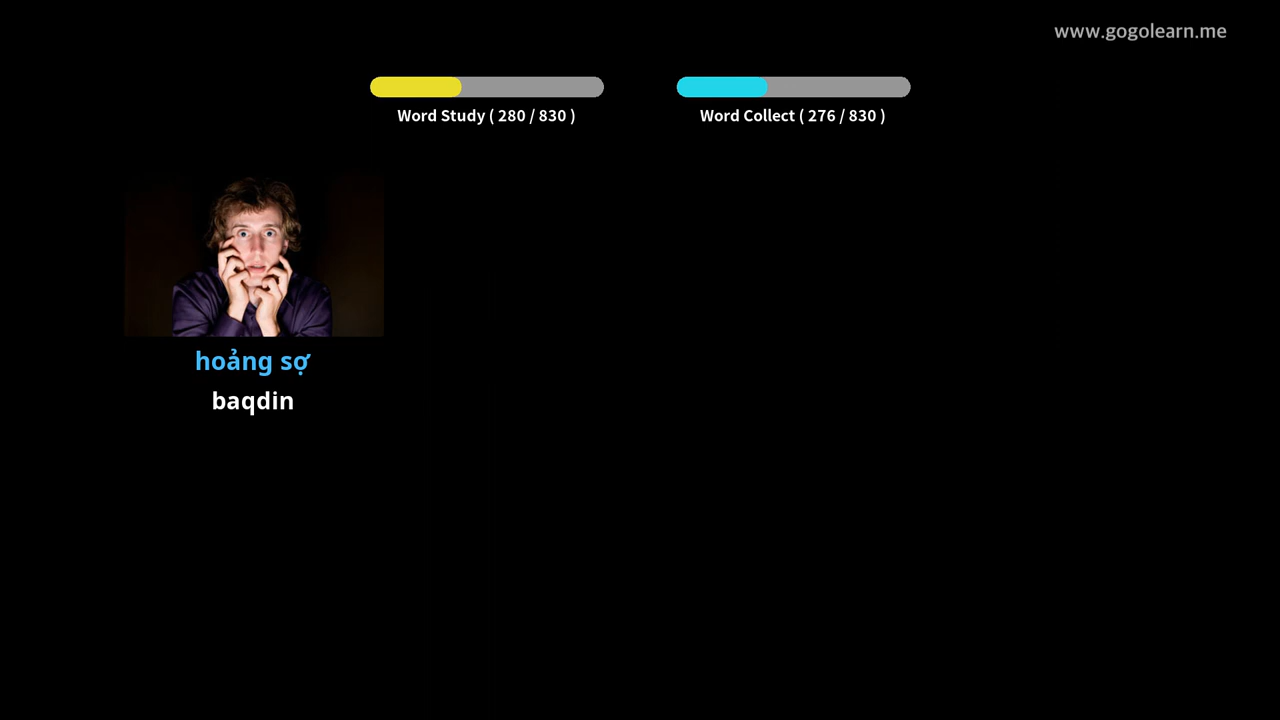 www.gogolearn.me
Word Study ( 280 / 830 )
Word Collect ( 276 / 830 )
hoảng sợ
baqdin